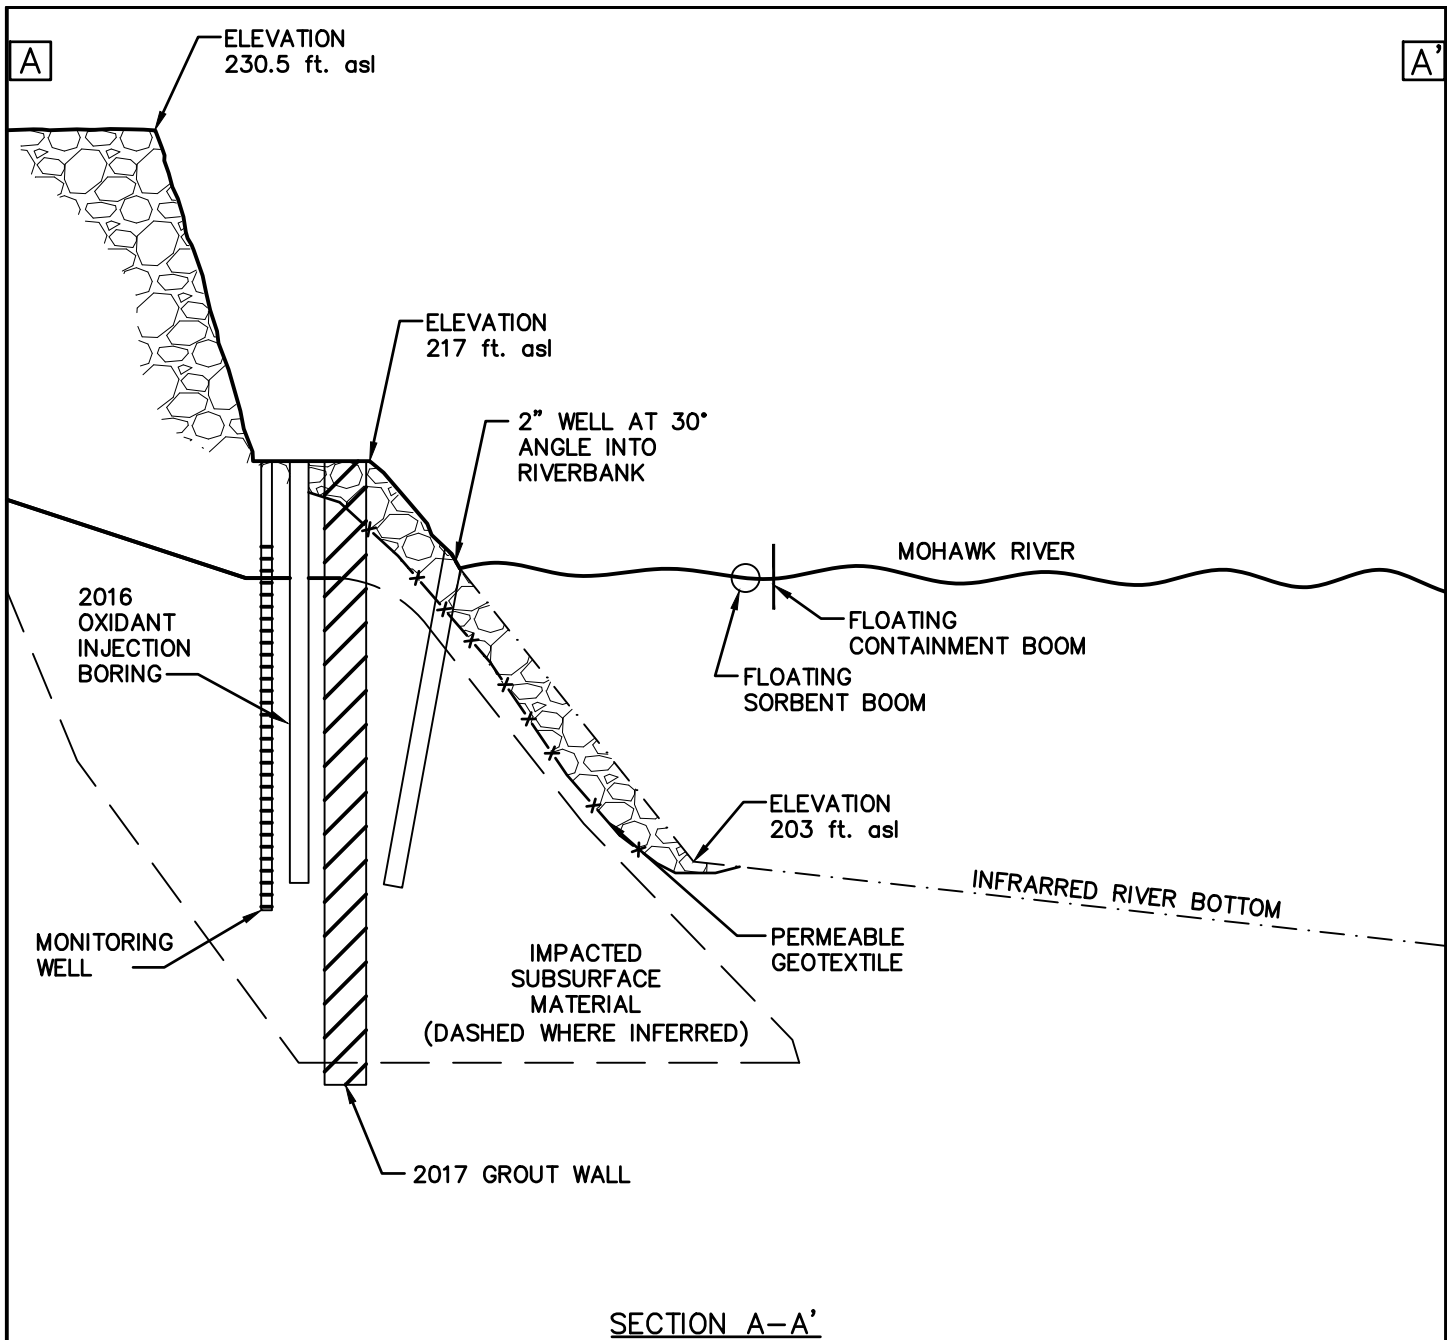 A
A'
ELEVATION
230.5 ft. asl
ELEVATION
217 ft. asl
2" WELL AT 30°
ANGLE INTO
RIVERBANK
MOHAWK RIVER
2016
OXIDANT
INJECTION
BORING
FLOATING
CONTAINMENT BOOM
FLOATING
SORBENT BOOM
ELEVATION
203 ft. asl
INFRARRED RIVER BOTTOM
MONITORING
WELL
PERMEABLE
GEOTEXTILE
IMPACTED
SUBSURFACE
MATERIAL
(DASHED WHERE INFERRED)
2017 GROUT WALL
SECTION A-A'